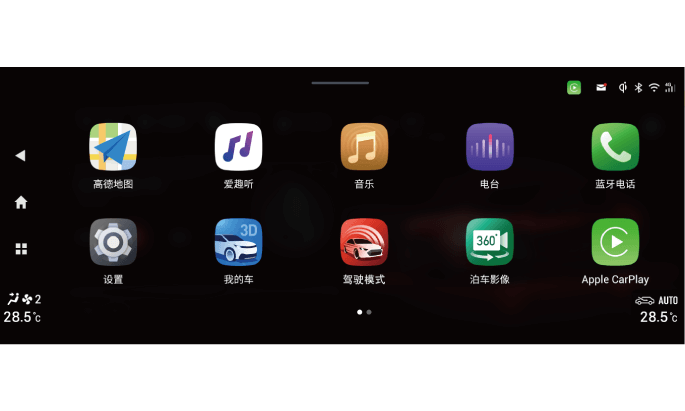 4G
高德地图
爱趣听
音乐
电台
蓝牙电话
3D
360°
设置
我的车
驾驶模式
泊车影像
Apple CarPlay
2
AUTO
28.5°C
28.5°C